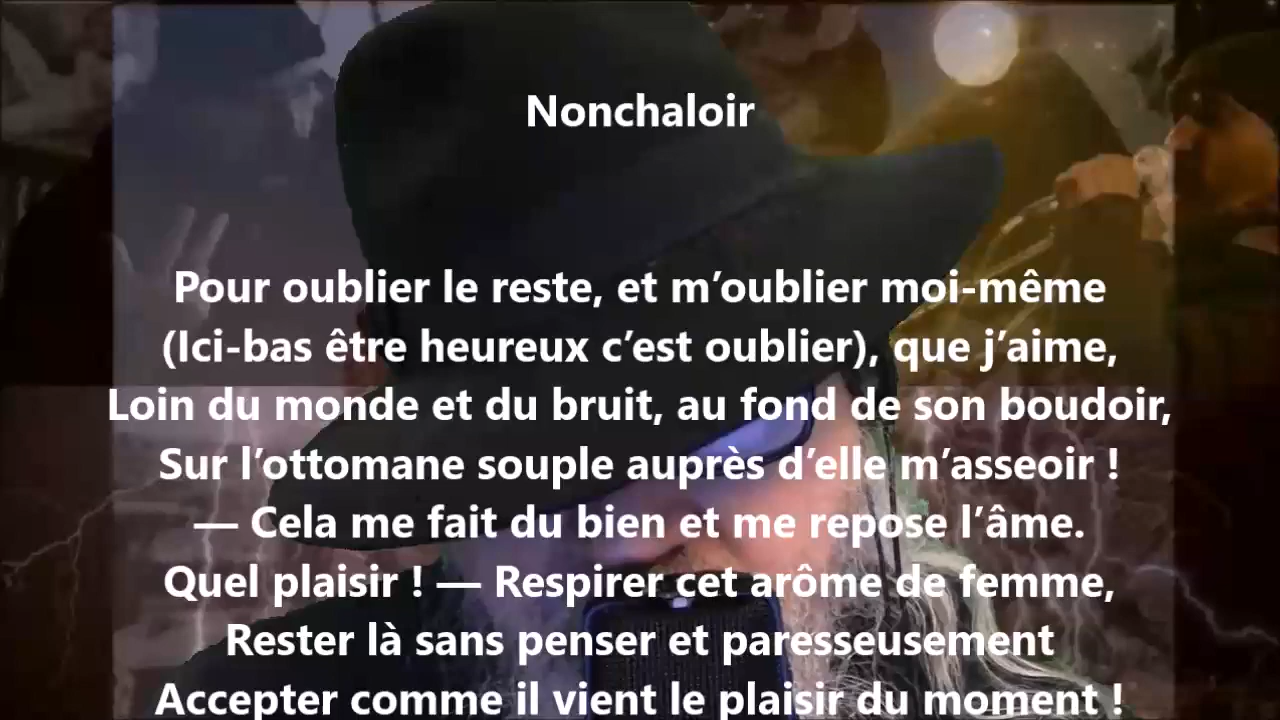 Nonchaloir
Pour oublier le reste, et m’oublier moi-même
(Ici-bas être heureux c’est oublier), que j’aime,
Loin du monde et du bruit, au fond de son boudoir,
Sur l’ottomane souple auprès d’elle m’asseoir !
— Cela me fait du bien et me repose l’âme.
Quel plaisir ! — Respirer cet arôme de femme,
Rester là sans penser et paresseusement
Accepter comme il vient le plaisir du moment !